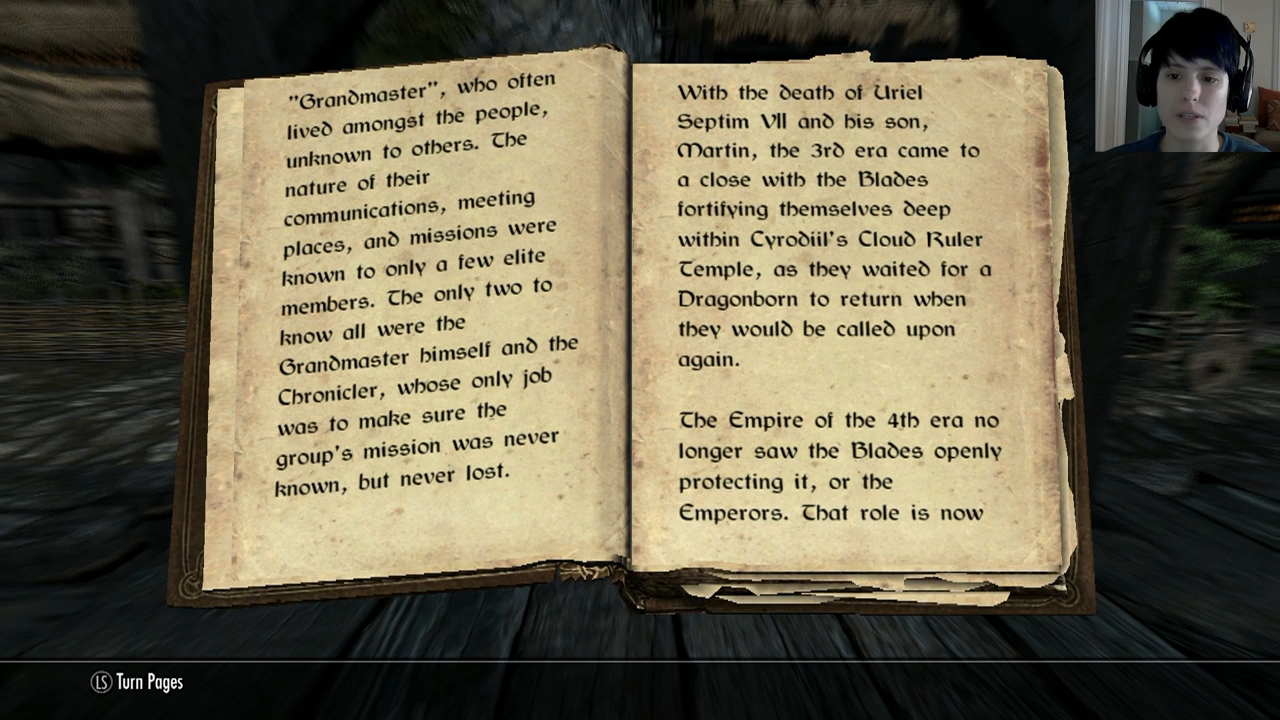 "Grandmaster", who often
lived amongst the people,
unknown to others. The
nature of their
communications, meeting
places, and missions were
known to only a few elite
members. The only two to
know all were the
Grandmaster himself and the
Chronicler, whose only job
was to make sure the
group's mission was never
known, but never lost.
With the death of Uriel
Septim VII and his son,
Martin, the 3rd era came to
a close with the Blades
fortifying themselves deep
within Cyrodiil's Cloud Ruler
Temple, as they waited for a
Dragonborn to return when
they would be called upon
again.
The Empire of the 4th era no
longer saw the Blades openly
protecting it, or the
Emperors. That role is now
LS Turn Pages